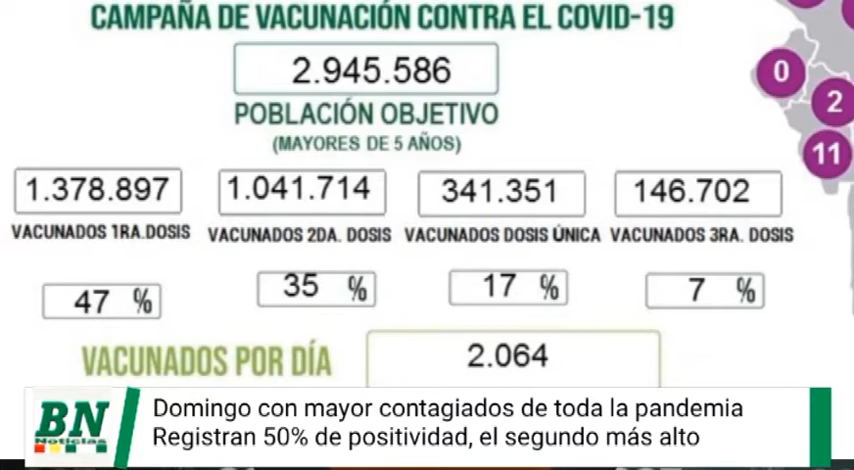 CAMPAÑA DE VACUNACIÓN CONTRA EL COVID-19
2.945.586
POBLACIÓN OBJETIVO
(MAYORES DE 5 AÑOS)
0
2
11
1.378.897 1.041.714 341.351 146.702
VACUNADOS 1RA.DOSIS VACUNADOS 2DA. DOSIS VACUNADOS DOSIS ÚNICA VACUNADOS 3RA. DOSIS
47 % 35 % 17 % 7 %
VACUNADOS POR DÍA 2.064
BN
Noticias
Domingo con mayor contagiados de toda la pandemia
Registran 50% de positividad, el segundo más alto